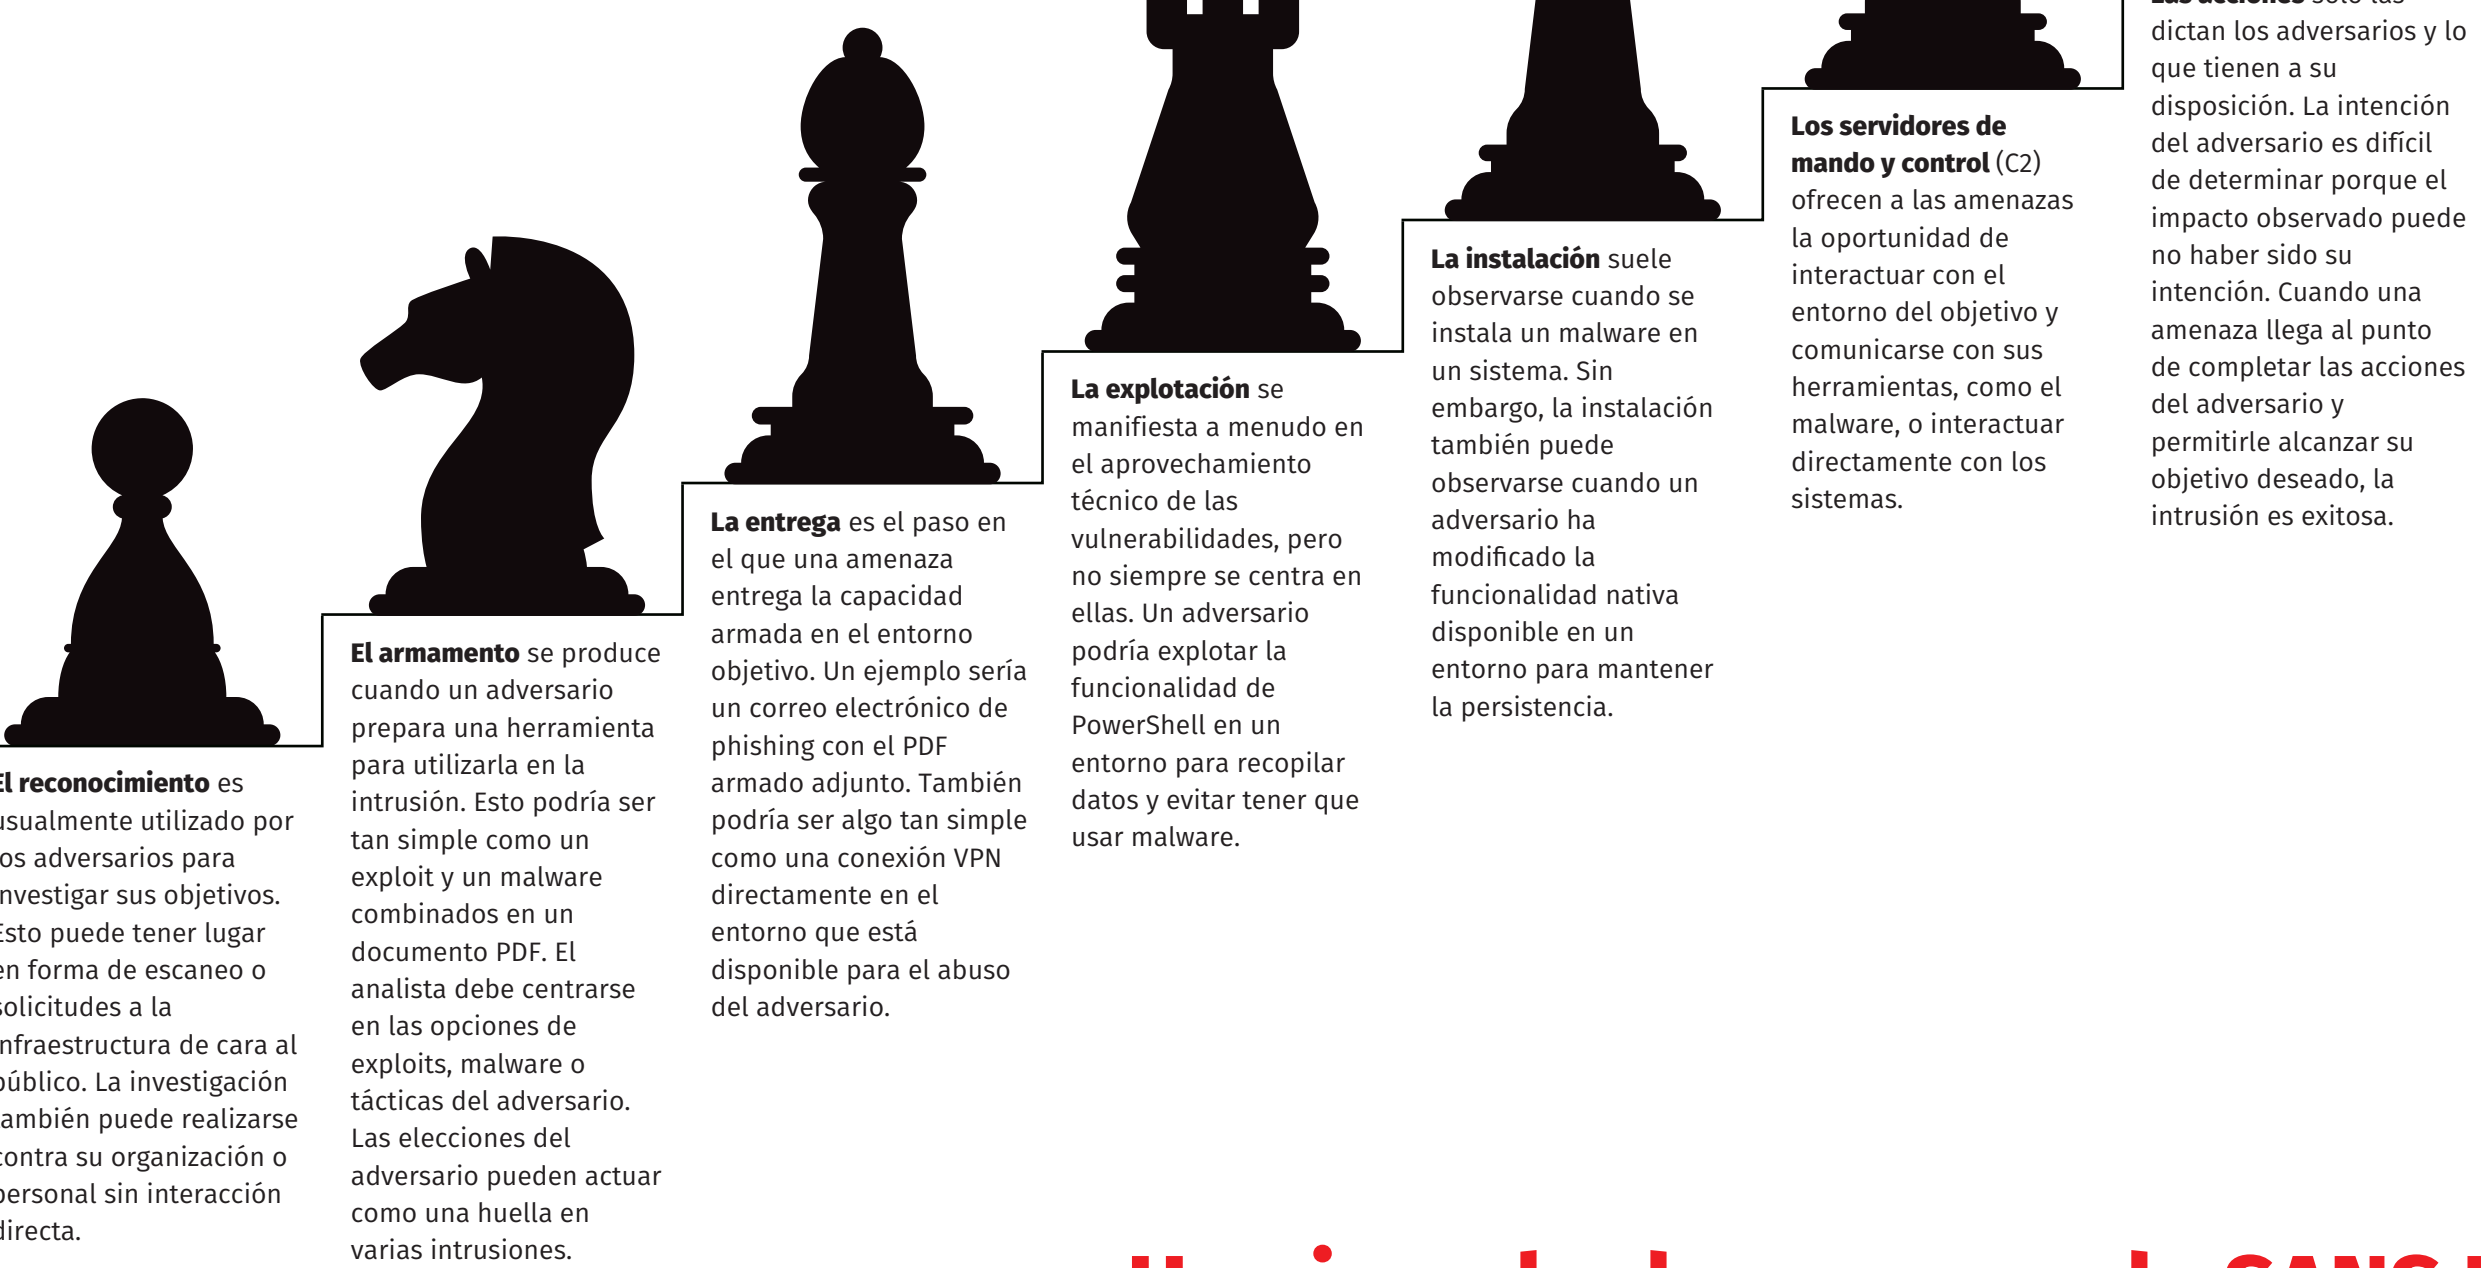 El reconocimiento es
usualmente utilizado por
los adversarios para
investigar sus objetivos.
Esto puede tener lugar
en forma de escaneo o
solicitudes a la
infraestructura de cara al
público. La investigación
también puede realizarse
contra su organización o
personal sin interacción
directa.
El armamento se produce
cuando un adversario
prepara una herramienta
para utilizarla en la
intrusión. Esto podría ser
tan simple como un
exploit y un malware
combinados en un
documento PDF. El
analista debe centrarse
en las opciones de
exploits, malware o
tácticas del adversario.
Las elecciones del
adversario pueden actuar
como una huella en
varias intrusiones.
La entrega es el paso en
el que una amenaza
entrega la capacidad
armada en el entorno
objetivo. Un ejemplo sería
un correo electrónico de
phishing con el PDF
armado adjunto. También
podría ser algo tan simple
como una conexión VPN
directamente en el
entorno que está
disponible para el abuso
del adversario.
La explotación se
manifiesta a menudo en
el aprovechamiento
técnico de las
vulnerabilidades, pero
no siempre se centra en
ellas. Un adversario
podría explotar la
funcionalidad de
PowerShell en un
entorno para recopilar
datos y evitar tener que
usar malware.
La instalación suele
observarse cuando se
instala un malware en
un sistema. Sin
embargo, la instalación
también puede
observarse cuando un
adversario ha
modificado la
funcionalidad nativa
disponible en un
entorno para mantener
la persistencia.
Los servidores de
mando y control (C2)
ofrecen a las amenazas
la oportunidad de
interactuar con el
entorno del objetivo y
comunicarse con sus
herramientas, como el
malware, o interactuar
directamente con los
sistemas.
Las acciones solo las
dictan los adversarios y lo
que tienen a su
disposición. La intención
del adversario es difícil
de determinar porque el
impacto observado puede
no haber sido su
intención. Cuando una
amenaza llega al punto
de completar las acciones
del adversario y
permitirle alcanzar su
objetivo deseado, la
intrusión es exitosa.
SANS